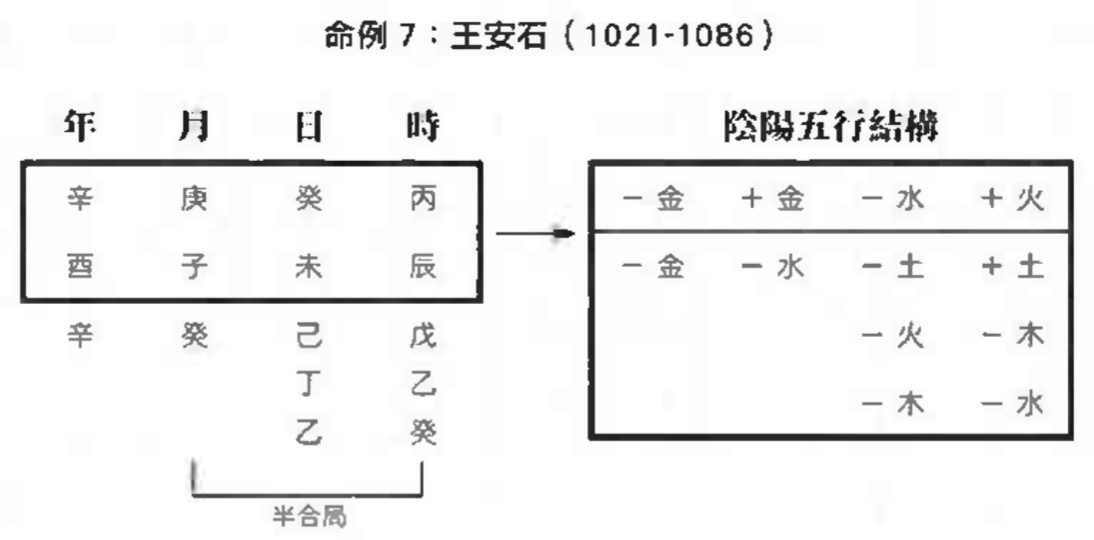 命例 7：王安石（1021-1086）
年 月 日 時
陰陽五行結構
辛 庚 癸 丙
酉 子 未 辰
辛 癸 己 戊
丁 乙
乙 癸
半合局
－金 ＋金 －水 ＋火
－金 －水 －土 ＋土
－火 －木
－木 －水